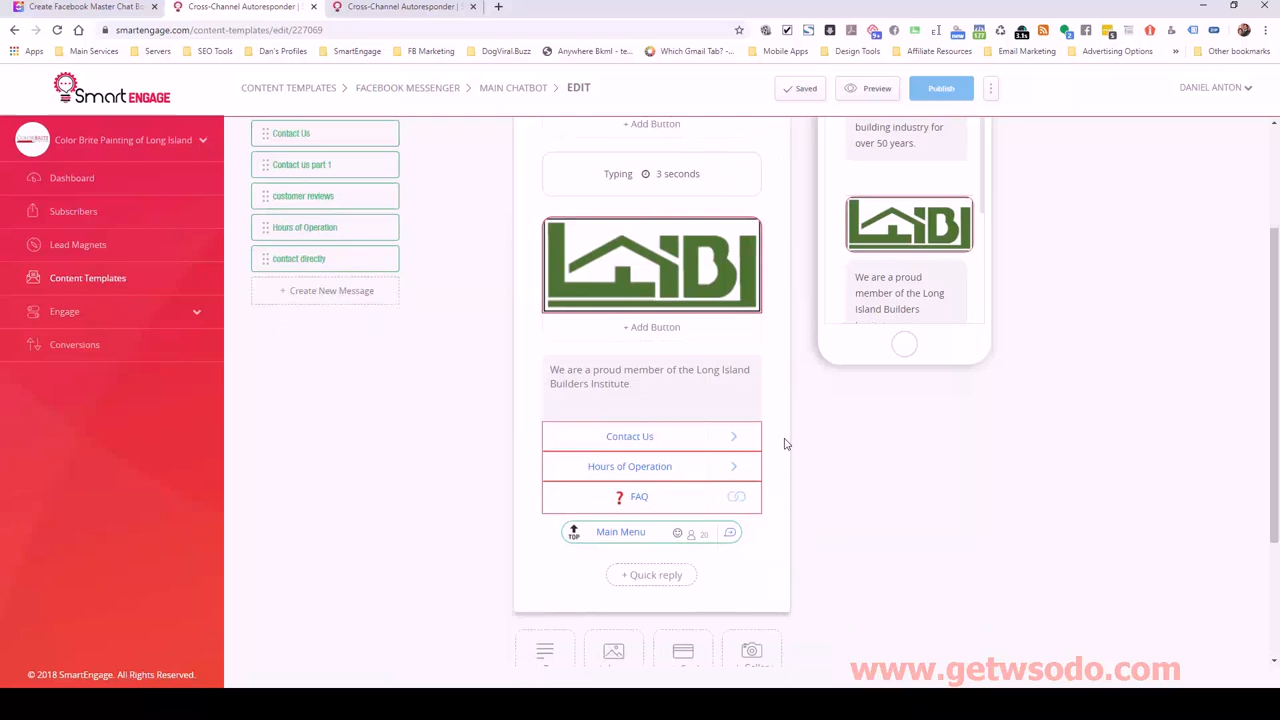 Create Facebook Master Chat Bo
Cross-Channel Autoresponder | S
Cross-Channel Autoresponder | S
smartengage.com/content-templates/edit/227069
Apps
Main Services
Servers
SEO Tools
Dan's Profiles
SmartEngage
FB Marketing
DogViral.Buzz
Anywhere Bkml - te...
Which Gmail Tab? -...
Mobile Apps
Design Tools
Affiliate Resources
Email Marketing
Advertising Options
Other bookmarks
Smart ENGAGE
CONTENT TEMPLATES > FACEBOOK MESSENGER > MAIN CHATBOT > EDIT
Saved
Preview
Publish
DANIEL ANTON
Color Brite Painting of Long Island
Dashboard
Subscribers
Lead Magnets
Content Templates
Engage
Conversions
© 2018 SmartEngage. All Rights Reserved.
Contact Us
Contact us part 1
customer reviews
Hours of Operation
contact directly
+ Create New Message
+ Add Button
Typing 3 seconds
LIBI
+ Add Button
We are a proud member of the Long Island
Builders Institute
Contact Us
Hours of Operation
FAQ
TOP
Main Menu
20
+ Quick reply
building industry for
over 50 years.
LIBI
We are a proud
member of the Long
Island Builders
www.getwsodo.com